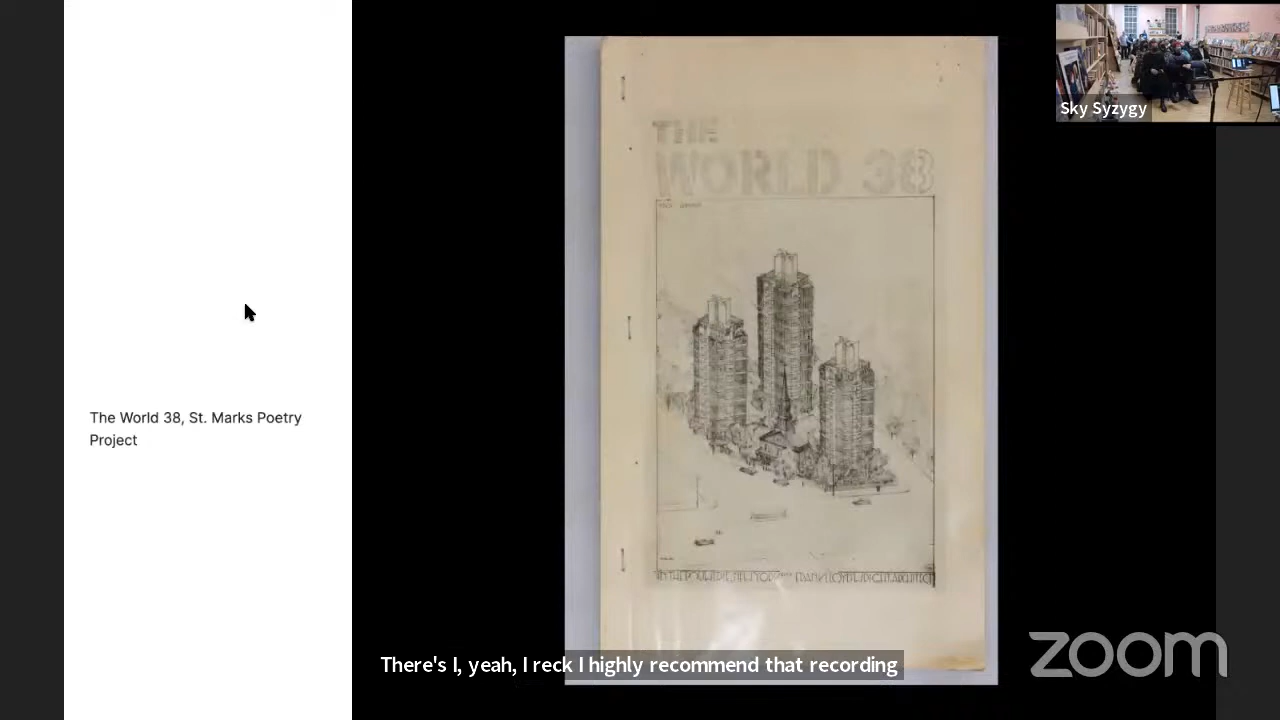 The World 38, St. Marks Poetry
Project
THE
WORLD 38
Sky Syzygy
There's I, yeah, I reck I highly recommend that recording
zoom